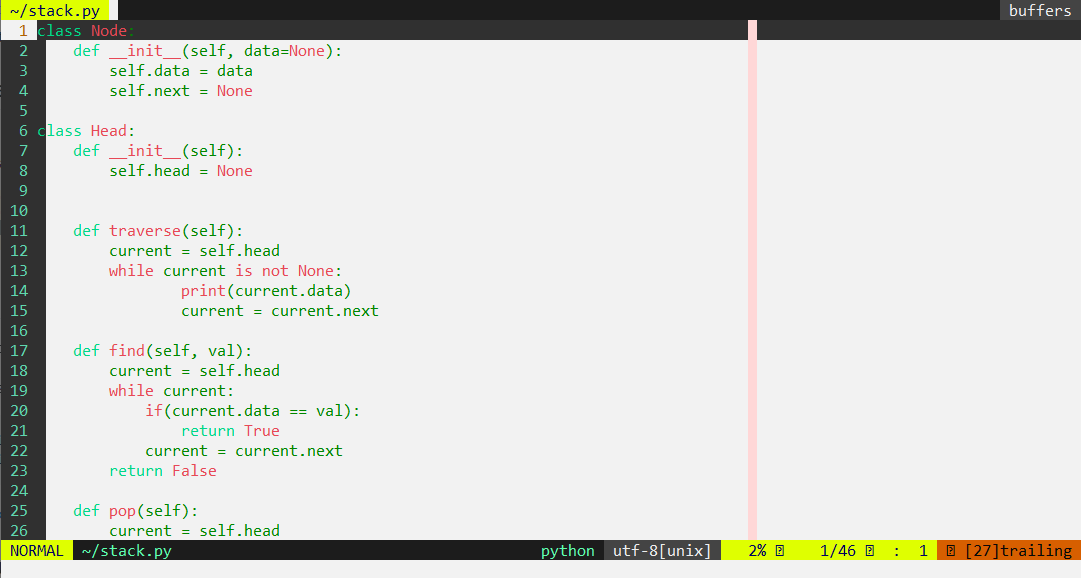 ~/stack.py buffers
1 class Node:
2     def __init__(self, data=None):
3         self.data = data
4         self.next = None
5
6 class Head:
7     def __init__(self):
8         self.head = None
9
10
11     def traverse(self):
12         current = self.head
13         while current is not None:
14                 print(current.data)
15                 current = current.next
16
17     def find(self, val):
18         current = self.head
19         while current:
20             if(current.data == val):
21                 return True
22             current = current.next
23         return False
24
25     def pop(self):
26         current = self.head
NORMAL ~/stack.py python utf-8[unix] 2% 1/46 : 1 [27]trailing